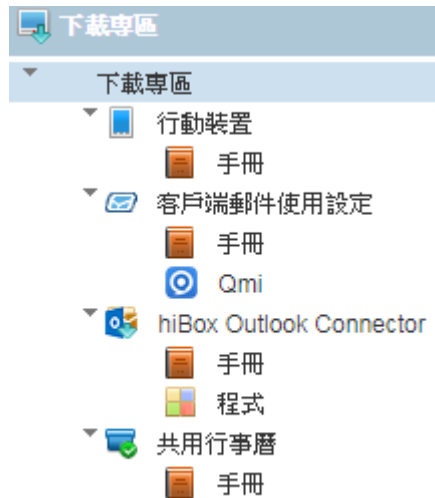 下載專區
下載專區
行動裝置
手冊
客戶端郵件使用設定
手冊
Qmi
hiBox Outlook Connector
手冊
程式
共用行事曆
手冊